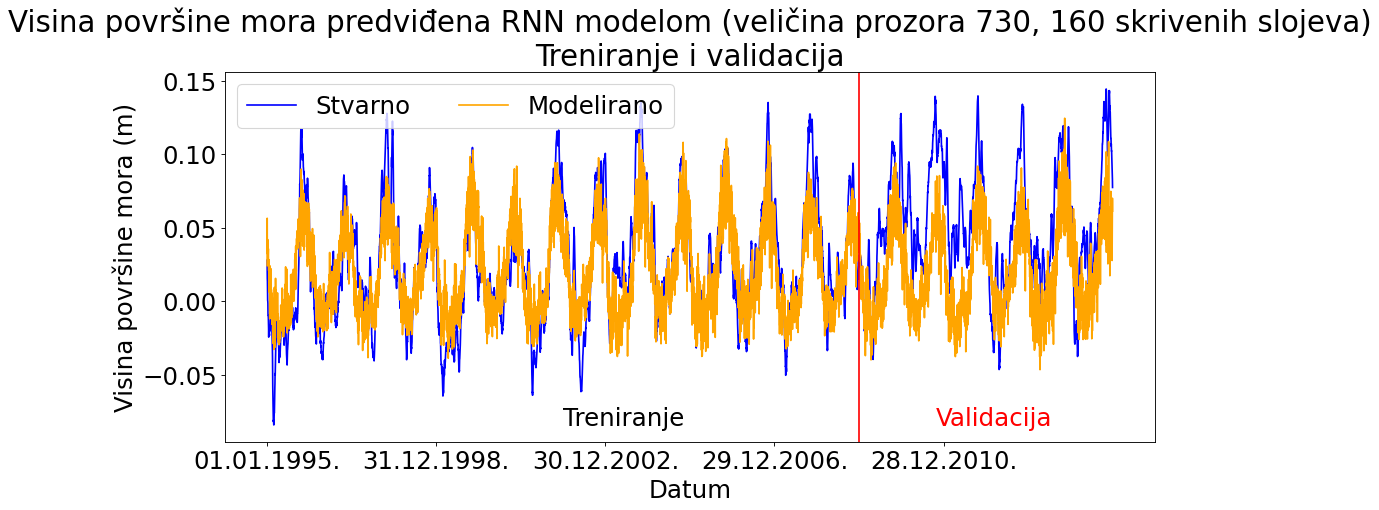 Visina površine mora predviđena RNN modelom (veličina prozora 730, 160 skrivenih slojeva)
Treniranje i validacija
Stvarno
Modelirano
0.15
0.10
0.05
0.00
−0.05
Visina površine mora (m)
Treniranje
Validacija
01.01.1995.
31.12.1998.
30.12.2002.
29.12.2006.
28.12.2010.
Datum